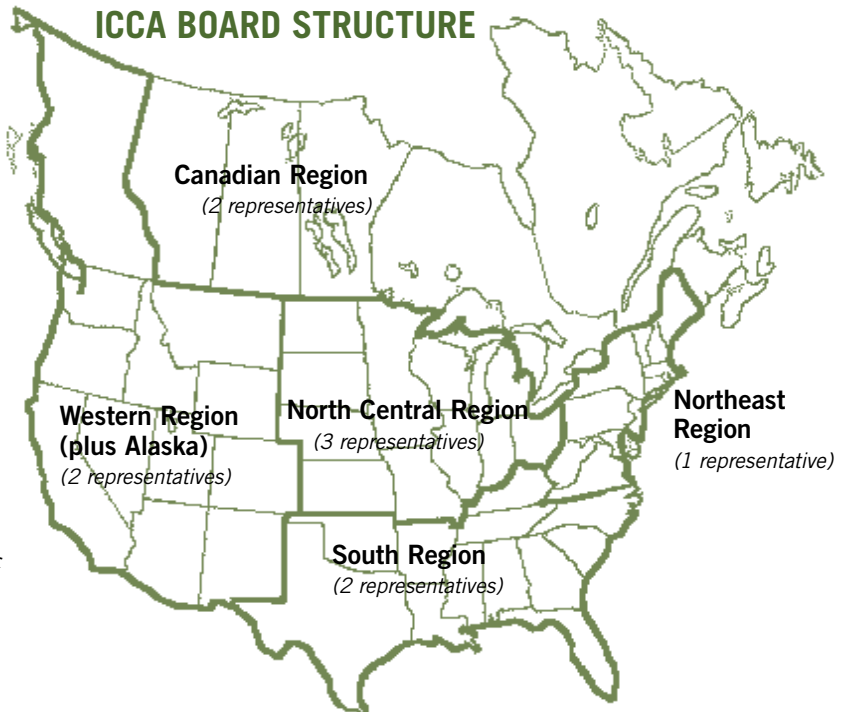 ICCA BOARD STRUCTURE
Canadian Region
(2 representatives)
Western Region
(plus Alaska)
(2 representatives)
North Central Region
(3 representatives)
Northeast
Region
(1 representative)
South Region
(2 representatives)